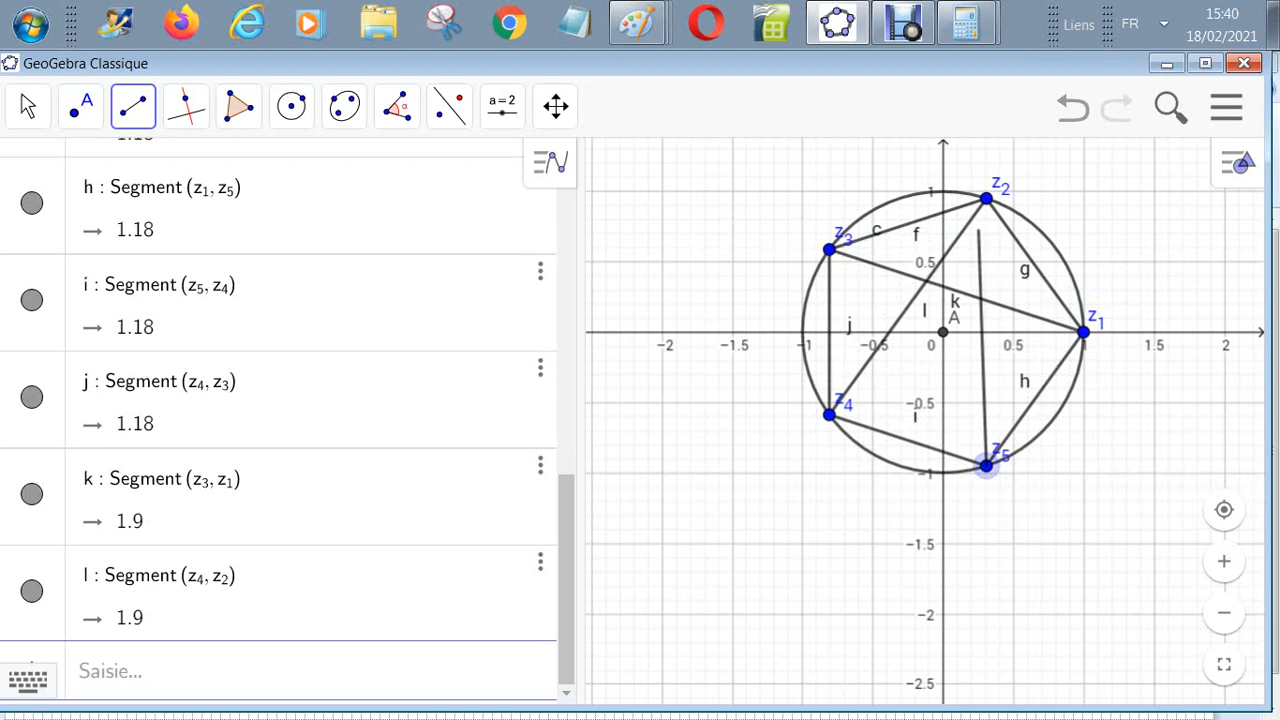 15:40
Liens
FR
18/02/2021
GeoGebra Classique
A
α
a=2
h : Segment (z₁, z₅)
→ 1.18
i : Segment (z₅, z₄)
→ 1.18
j : Segment (z₄, z₃)
→ 1.18
k : Segment (z₃, z₁)
→ 1.9
l : Segment (z₄, z₂)
→ 1.9
Saisie...
z₂
1
z₃
c
f
0.5
g
k
l
A
j
z₁
−2
−1.5
−1
−0.5
0
0.5
1
1.5
2
h
z₄
−0.5
i
z₅
−1
−1.5
−2
−2.5